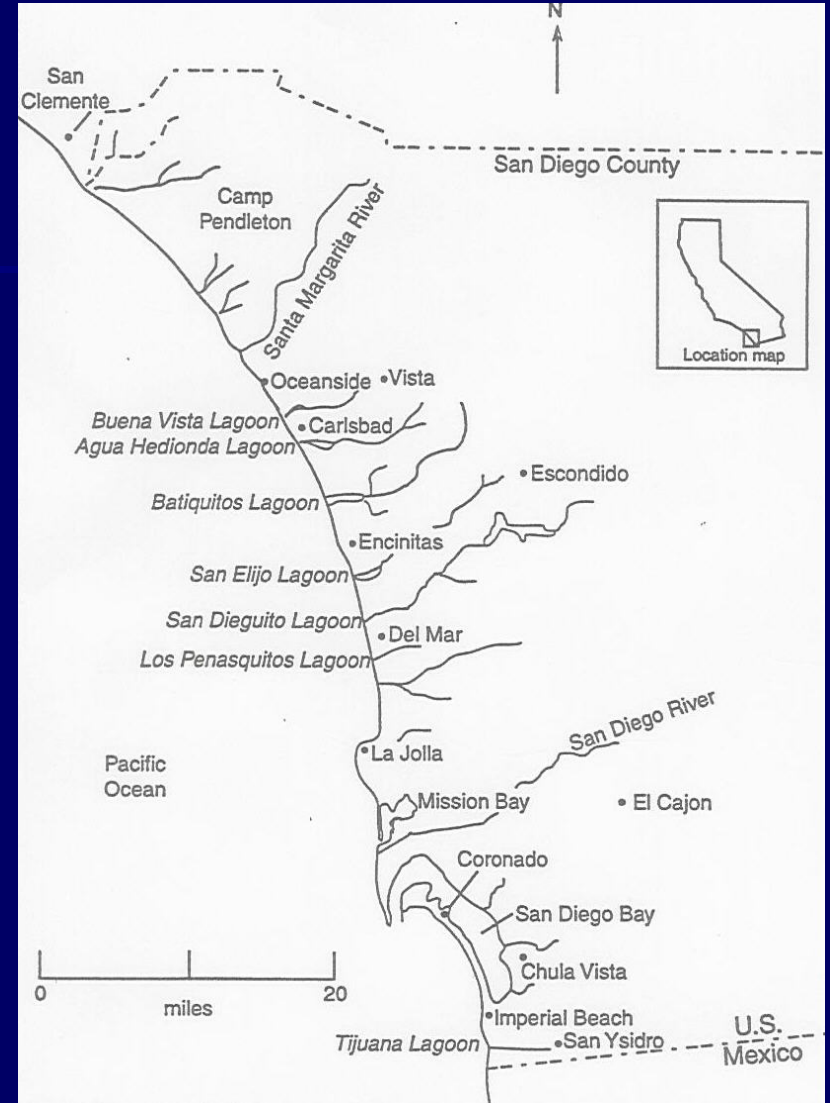 N
San
Clemente
San Diego County
Camp
Pendleton
Santa Margarita River
Location map
Oceanside
Vista
Buena Vista Lagoon
Carlsbad
Agua Hedionda Lagoon
Escondido
Batiquitos Lagoon
Encinitas
San Elijo Lagoon
San Dieguito Lagoon
Del Mar
Los Penasquitos Lagoon
San Diego River
La Jolla
Pacific
Ocean
Mission Bay
El Cajon
Coronado
San Diego Bay
Chula Vista
0
20
miles
Imperial Beach
U.S.
Tijuana Lagoon
San Ysidro
Mexico